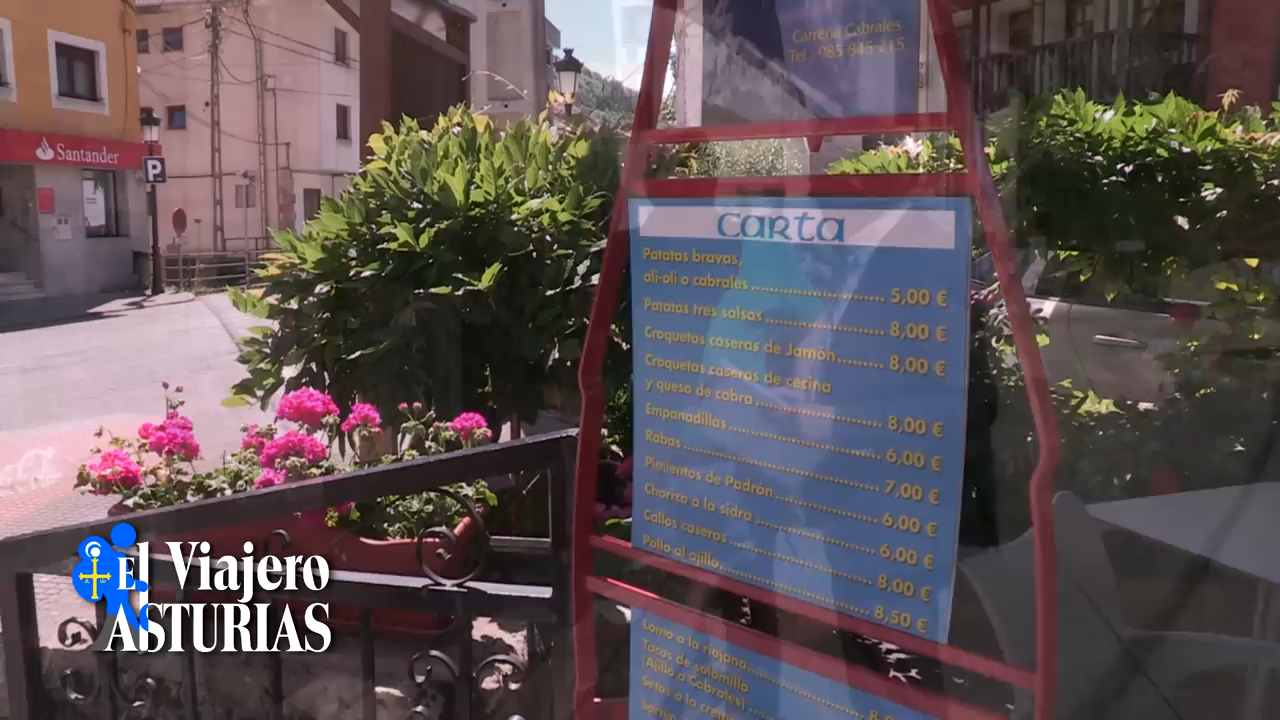 Carreña Cabrales
Tel.: 985 845
Santander
P
CARTA
Patatas bravas,
ali-oli o cabrales ........................ 5,00 €
Patatas tres salsas ...................... 8,00 €
Croquetas caseras de Jamón ........ 8,00 €
Croquetas caseras de cecina
y queso de cabra ........................ 8,00 €
Empanadillas ............................ 6,00 €
Rabas ................................... 7,00 €
Pimientos de Padrón ................... 6,00 €
Chorizo a la sidra ...................... 6,00 €
Callos caseros ........................... 8,00 €
Pollo al ajillo ........................... 8,50 €
Lomo a la riojana
Tacos de solomillo
(Ajillo o Cabrales)
Setas a la crema
El Viajero
ASTURIAS